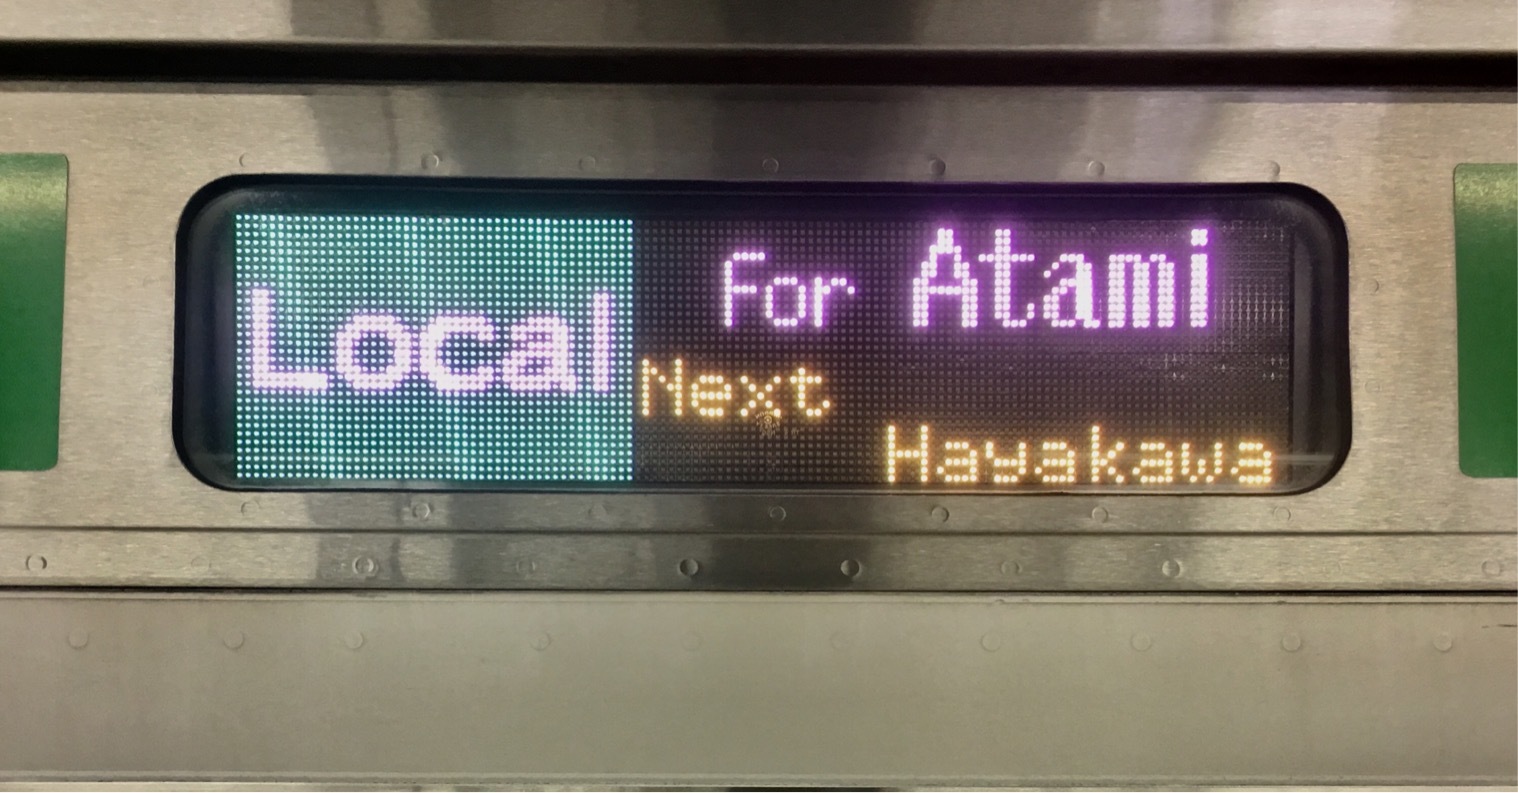 Local
For Atami
Next
Hayakawa